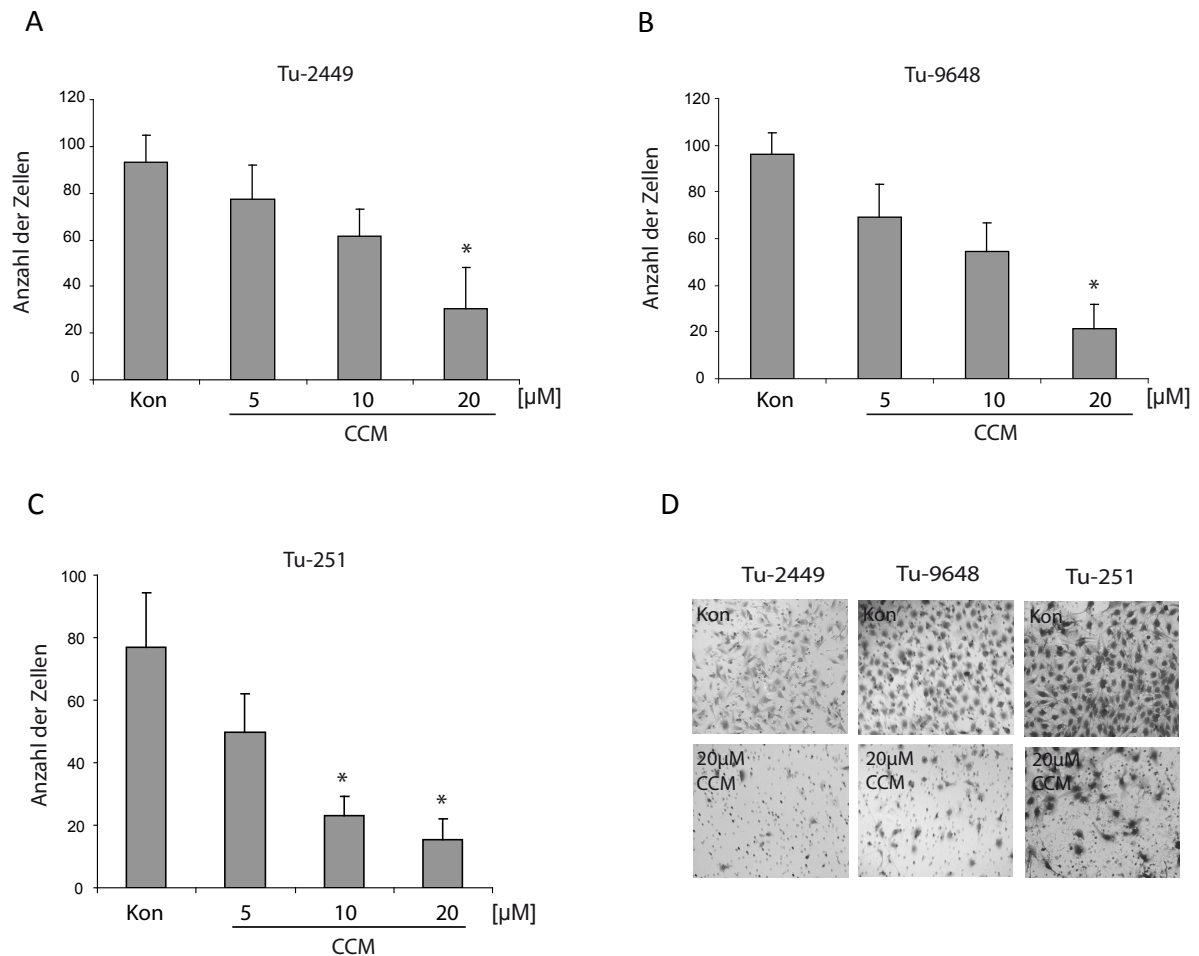 A
Tu-2449
Anzahl der Zellen
120
100
80
60
40
20
0
*
Kon 5 10 20 [µM]
CCM
B
Tu-9648
Anzahl der Zellen
120
100
80
60
40
20
0
*
Kon 5 10 20 [µM]
CCM
C
Tu-251
Anzahl der Zellen
100
80
60
40
20
0
* *
Kon 5 10 20 [µM]
CCM
D
Tu-2449 Tu-9648 Tu-251
Kon Kon Kon
20µM 20µM 20µM
CCM CCM CCM